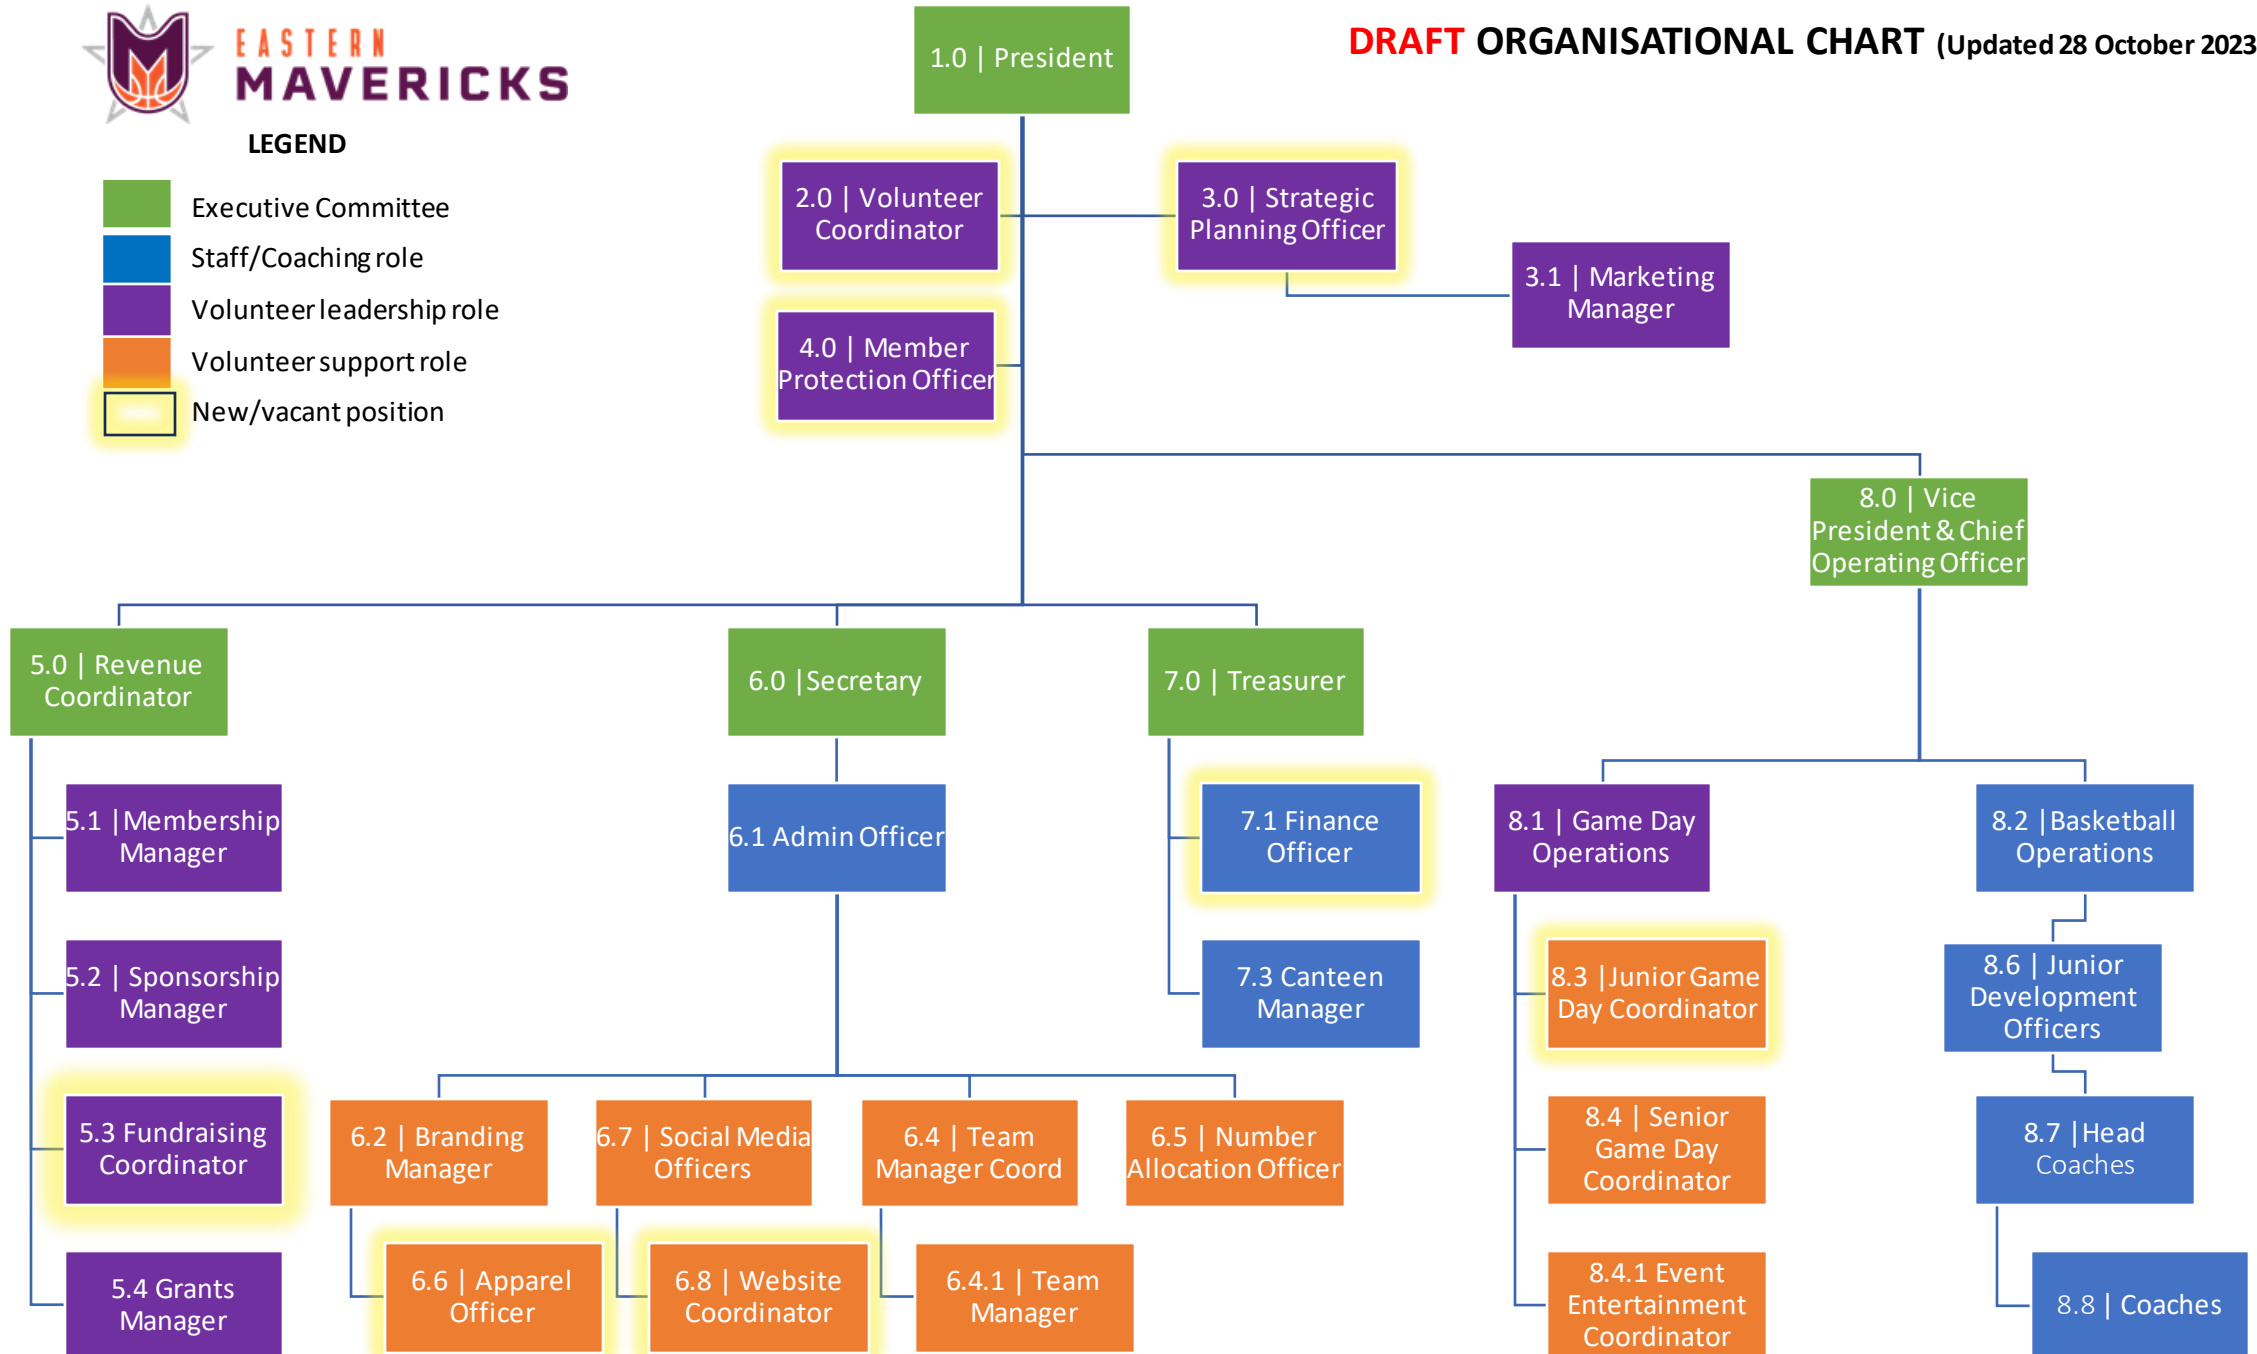 EASTERN
MAVERICKS
DRAFT ORGANISATIONAL CHART (Updated 28 October 2023
LEGEND
Executive Committee
Staff/Coaching role
Volunteer leadership role
Volunteer support role
New/vacant position
1.0 | President
2.0 | Volunteer
Coordinator
3.0 | Strategic
Planning Officer
3.1 | Marketing
Manager
4.0 | Member
Protection Officer
8.0 | Vice
President & Chief
Operating Officer
5.0 | Revenue
Coordinator
6.0 |Secretary
7.0 | Treasurer
5.1 |Membership
Manager
5.2 | Sponsorship
Manager
5.3 Fundraising
Coordinator
5.4 Grants
Manager
6.1 Admin Officer
6.2 | Branding
Manager
6.7 | Social Media
Officers
6.4 | Team
Manager Coord
6.5 | Number
Allocation Officer
6.6 | Apparel
Officer
6.8 | Website
Coordinator
6.4.1 | Team
Manager
7.1 Finance
Officer
7.3 Canteen
Manager
8.1 | Game Day
Operations
8.2 |Basketball
Operations
8.3 |Junior Game
Day Coordinator
8.4 | Senior
Game Day
Coordinator
8.4.1 Event
Entertainment
Coordinator
8.6 | Junior
Development
Officers
8.7 |Head
Coaches
8.8 | Coaches